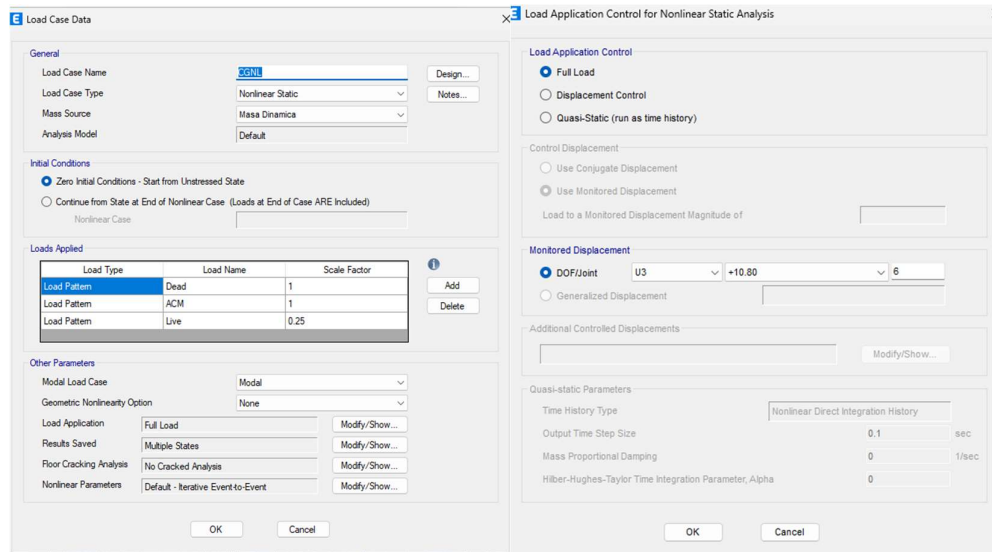 E Load Case Data
General
Load Case Name CGNL Design...
Load Case Type Nonlinear Static Notes...
Mass Source Masa Dinamica
Analysis Model Default
Initial Conditions
Zero Initial Conditions - Start from Unstressed State
Continue from State at End of Nonlinear Case (Loads at End of Case ARE Included)
Nonlinear Case
Loads Applied
Load Type Load Name Scale Factor
Load Pattern Dead 1 Add
Load Pattern ACM 1 Delete
Load Pattern Live 0.25
Other Parameters
Modal Load Case Modal
Geometric Nonlinearity Option None
Load Application Full Load Modify/Show...
Results Saved Multiple States Modify/Show...
Floor Cracking Analysis No Cracked Analysis Modify/Show...
Nonlinear Parameters Default - Iterative Event-to-Event Modify/Show...
OK Cancel
E Load Application Control for Nonlinear Static Analysis
Load Application Control
Full Load
Displacement Control
Quasi-Static (run as time history)
Control Displacement
Use Conjugate Displacement
Use Monitored Displacement
Load to a Monitored Displacement Magnitude of
Monitored Displacement
DOF/Joint U3 +10.80 6
Generalized Displacement
Additional Controlled Displacements
Modify/Show...
Quasi-static Parameters
Time History Type Nonlinear Direct Integration History
Output Time Step Size 0.1 sec
Mass Proportional Damping 0 1/sec
Hilber-Hughes-Taylor Time Integration Parameter, Alpha 0
OK Cancel